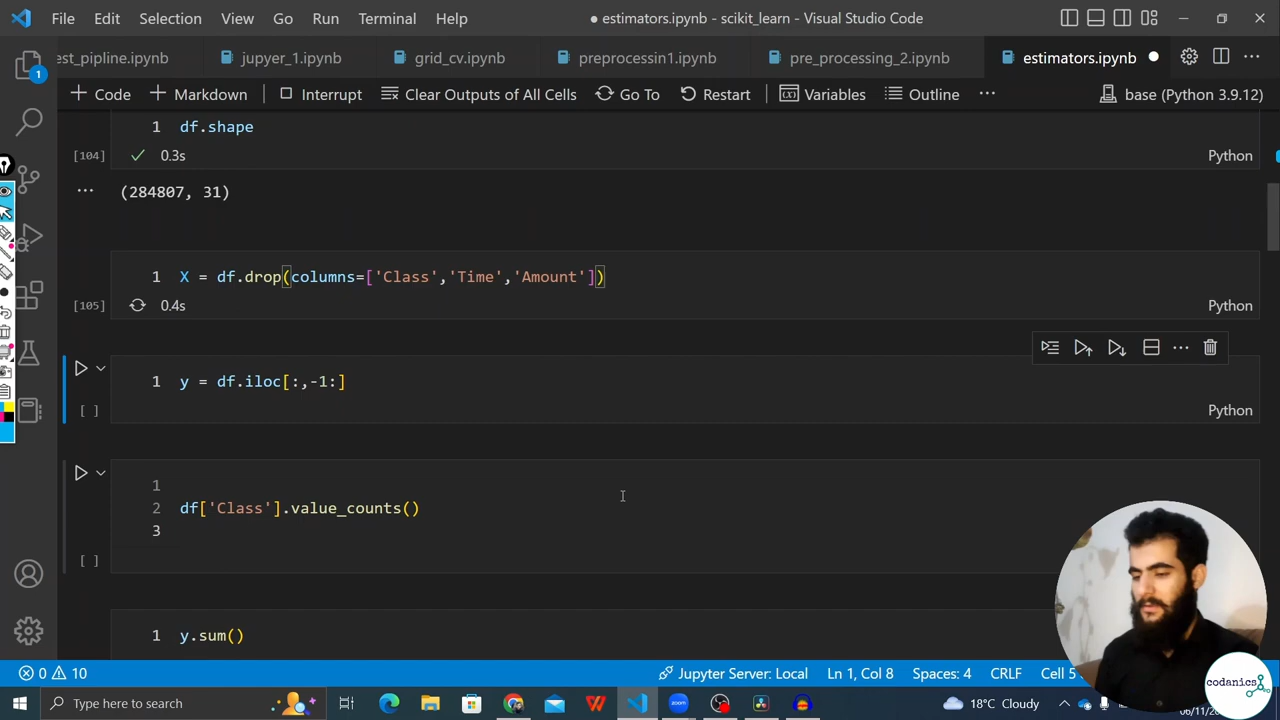 File Edit Selection View Go Run Terminal Help
● estimators.ipynb - scikit_learn - Visual Studio Code
est_pipline.ipynb jupyer_1.ipynb grid_cv.ipynb preprocessin1.ipynb pre_processing_2.ipynb estimators.ipynb
1
+ Code + Markdown Interrupt Clear Outputs of All Cells Go To Restart Variables Outline ... base (Python 3.9.12)
1 df.shape
[104] 0.3s Python
... (284807, 31)
1 X = df.drop(columns=['Class','Time','Amount'])
[105] 0.4s Python
1 y = df.iloc[:,-1:]
[ ] Python
1
2 df['Class'].value_counts()
3
[ ]
1 y.sum()
codanics
0 10 Jupyter Server: Local Ln 1, Col 8 Spaces: 4 CRLF Cell 5
Type here to search 18°C Cloudy